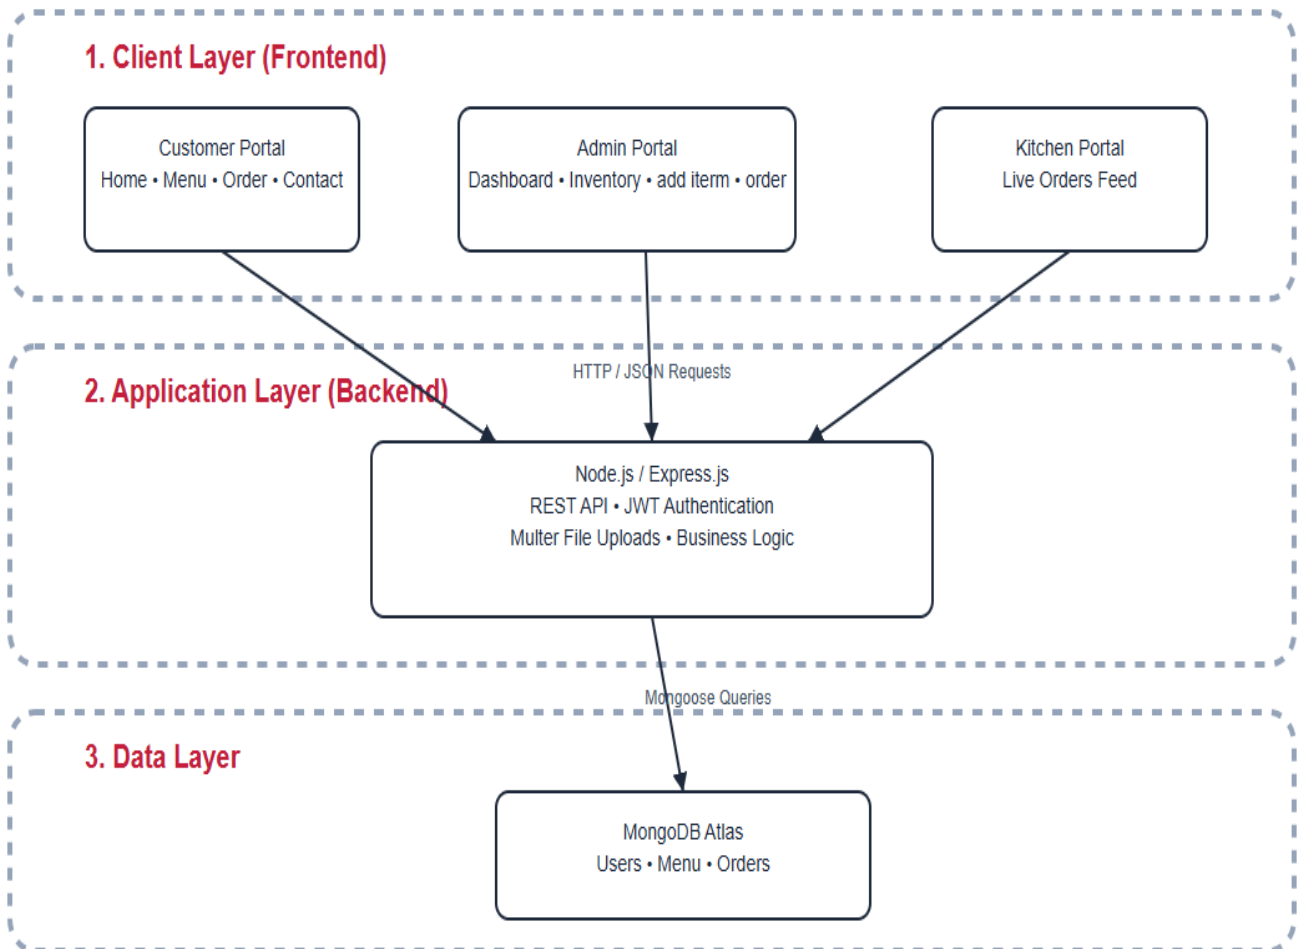 1. Client Layer (Frontend)
Customer Portal
Home • Menu • Order • Contact
Admin Portal
Dashboard • Inventory • add iterm • order
Kitchen Portal
Live Orders Feed
HTTP / JSON Requests
2. Application Layer (Backend)
Node.js / Express.js
REST API • JWT Authentication
Multer File Uploads • Business Logic
Mongoose Queries
3. Data Layer
MongoDB Atlas
Users • Menu • Orders